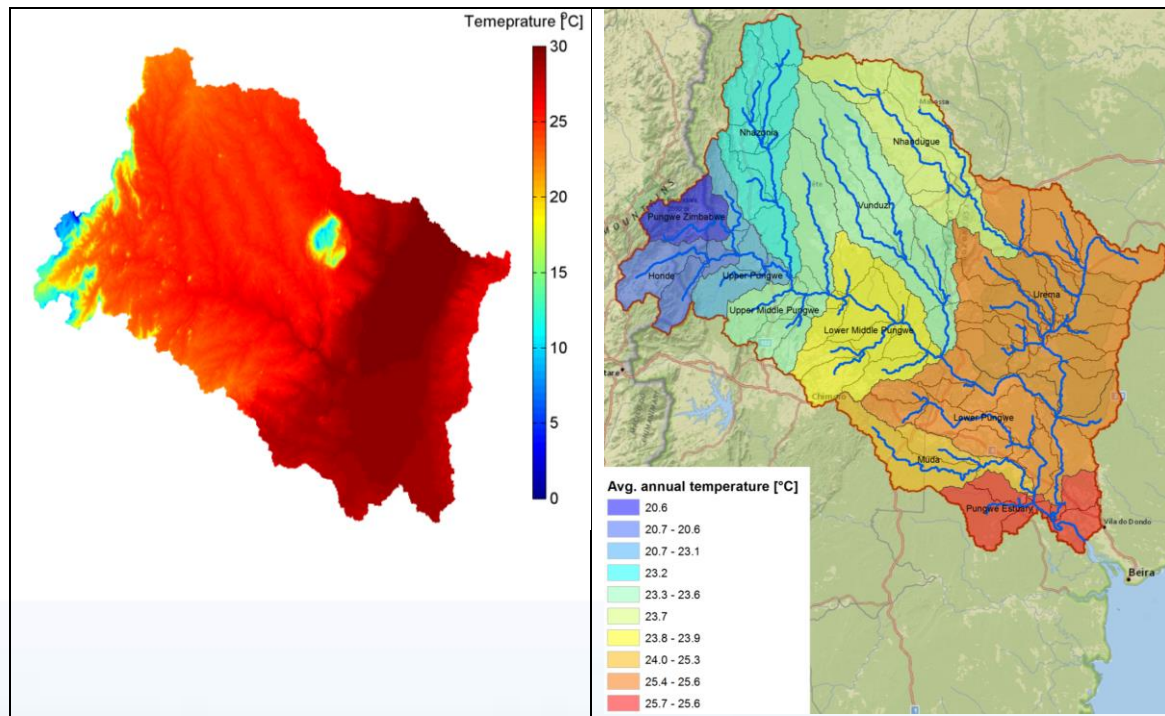 Temeprature [°C]
30
25
20
15
10
5
0
Nhazonia
Nhandugue
MOUNTAINS
Pungwe Zimbabwe
Vunduzi
Honde
Upper Pungwe
Urema
Upper Middle Pungwe
Lower Middle Pungwe
tare
Chimoio
Lower Pungwe
Muda
Pungwe Estuary
Vila do Dondo
Beira
Avg. annual temperature [°C]
20.6
20.7 - 20.6
20.7 - 23.1
23.2
23.3 - 23.6
23.7
23.8 - 23.9
24.0 - 25.3
25.4 - 25.6
25.7 - 25.6